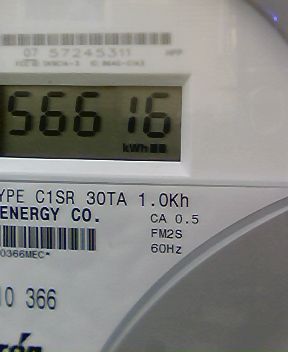 07 57245311
56616
kWh
YPE C1SR 30TA 1.0Kh
ENERGY CO.
CA 0.5
FM2S
60Hz
0366MEC*
10 366